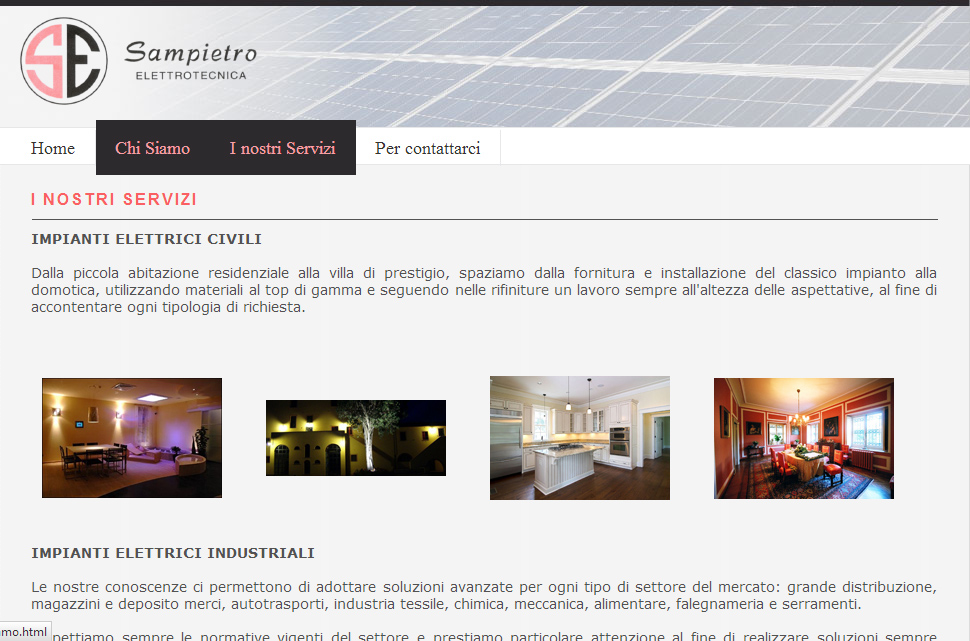 SE
Sampietro
ELETTROTECNICA
Home
Chi Siamo
I nostri Servizi
Per contattarci
I NOSTRI SERVIZI
IMPIANTI ELETTRICI CIVILI
Dalla piccola abitazione residenziale alla villa di prestigio, spaziamo dalla fornitura e installazione del classico impianto alla
domotica, utilizzando materiali al top di gamma e seguendo nelle rifiniture un lavoro sempre all'altezza delle aspettative, al fine di
accontentare ogni tipologia di richiesta.
IMPIANTI ELETTRICI INDUSTRIALI
Le nostre conoscenze ci permettono di adottare soluzioni avanzate per ogni tipo di settore del mercato: grande distribuzione,
magazzini e deposito merci, autotrasporti, industria tessile, chimica, meccanica, alimentare, falegnameria e serramenti.
mo.html
pettiamo sempre le normative vigenti del settore e prestiamo particolare attenzione al fine di realizzare soluzioni sempre